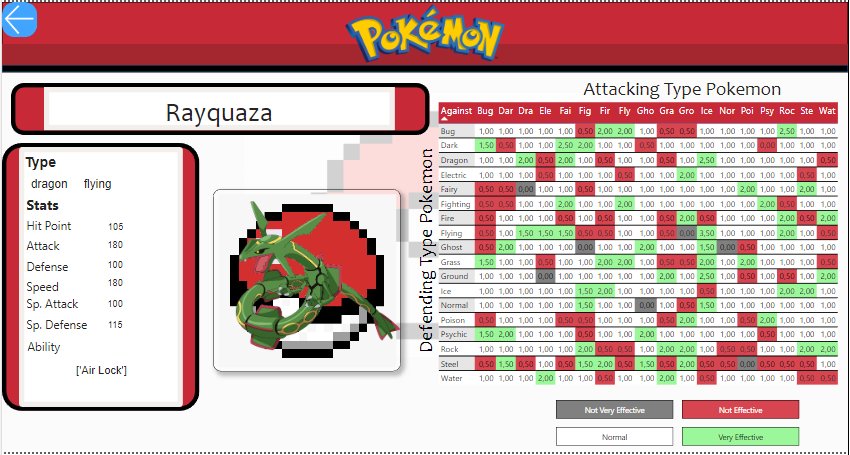 POKéMON
Rayquaza
Type
dragon flying
Stats
Hit Point 105
Attack 180
Defense 100
Speed 180
Sp. Attack 100
Sp. Defense 115
Ability
['Air Lock']
Attacking Type Pokemon
Defending Type Pokemon
Against Bug Dar Dra Ele Fai Fig Fir Fly Gho Gra Gro Ice Nor Poi Psy Roc Ste Wat
Bug 1,00 1,00 1,00 1,00 1,00 0,50 2,00 2,00 1,00 0,50 0,50 1,00 1,00 1,00 1,00 2,50 1,00 1,00
Dark 1,50 0,50 1,00 1,00 2,50 2,00 1,00 1,00 0,50 1,00 1,00 1,00 1,00 1,00 0,00 1,00 1,00 1,00
Dragon 1,00 1,00 2,00 0,50 2,00 1,00 0,50 1,00 1,00 0,50 1,00 2,50 1,00 1,00 1,00 1,00 1,00 0,50
Electric 1,00 1,00 1,00 0,50 1,00 1,00 1,00 0,50 1,00 1,00 2,00 1,00 1,00 1,00 1,00 1,00 0,50 1,00
Fairy 0,50 0,50 0,00 1,00 1,00 0,50 1,00 1,00 1,00 1,00 1,00 1,00 1,00 2,00 1,00 1,00 2,00 1,00
Fighting 0,50 0,50 1,00 1,00 2,00 1,00 1,00 2,00 1,00 1,00 1,00 1,00 1,00 1,00 2,00 0,50 1,00 1,00
Fire 0,50 1,00 1,00 1,00 0,50 1,00 0,50 1,00 1,00 0,50 2,00 0,50 1,00 1,00 1,00 2,00 0,50 2,00
Flying 0,50 1,00 1,50 1,50 1,50 0,50 0,50 1,00 1,00 0,50 0,00 3,50 1,00 1,00 1,00 2,00 1,00 0,50
Ghost 0,50 2,00 1,00 1,00 1,00 0,00 1,00 1,00 2,00 1,00 1,00 1,50 0,00 0,50 1,00 1,00 1,00 1,00
Grass 1,50 1,00 1,00 0,50 1,00 1,00 2,00 2,00 1,00 0,50 0,50 2,50 1,00 2,00 1,00 1,00 1,00 0,50
Ground 1,00 1,00 1,00 0,00 1,00 1,00 1,00 1,00 1,00 2,00 1,00 2,50 1,00 0,50 1,00 0,50 1,00 2,00
Ice 1,00 1,00 1,00 1,00 1,00 1,50 2,00 1,00 1,00 1,00 1,00 0,50 1,00 1,00 1,00 2,00 2,00 1,00
Normal 1,00 1,00 1,00 1,00 1,00 1,50 1,00 1,00 0,00 1,00 0,50 1,50 1,00 1,00 1,00 1,00 1,00 1,00
Poison 0,50 1,00 1,00 1,00 0,50 0,50 1,00 1,00 1,00 0,50 2,00 1,00 1,00 0,50 2,00 1,00 1,00 1,00
Psychic 1,50 2,00 1,00 1,00 1,00 0,50 1,00 1,00 2,00 1,00 1,00 1,00 1,00 1,00 0,50 1,00 1,00 1,00
Rock 1,00 1,00 1,00 1,00 1,00 2,00 0,50 0,50 1,00 2,00 2,00 1,00 0,50 0,50 1,00 1,00 2,00 2,00
Steel 0,50 1,50 0,50 1,00 0,50 1,50 2,00 0,50 1,50 0,50 2,00 0,50 0,50 0,00 0,50 0,50 0,50 1,00
Water 1,00 1,00 1,00 2,00 1,00 1,00 0,50 1,00 1,00 2,00 1,00 0,50 1,00 1,00 1,00 1,00 0,50 0,50
Not Very Effective Not Effective
Normal Very Effective